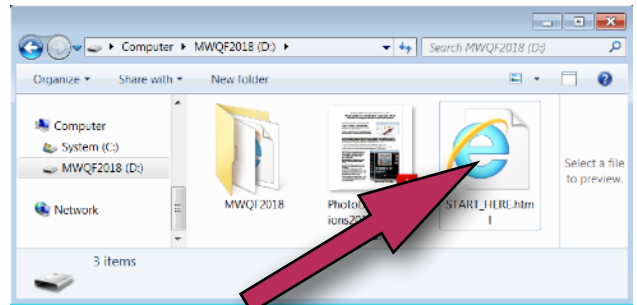 Computer ▸ MWQF2018 (D:) ▸
Search MWQF2018 (D:)
Organize ▾ Share with ▾ New folder
Computer
System (C:)
MWQF2018 (D:)
Network
MWQF2018
START_HERE.htm
l
Select a file
to preview.
3 items